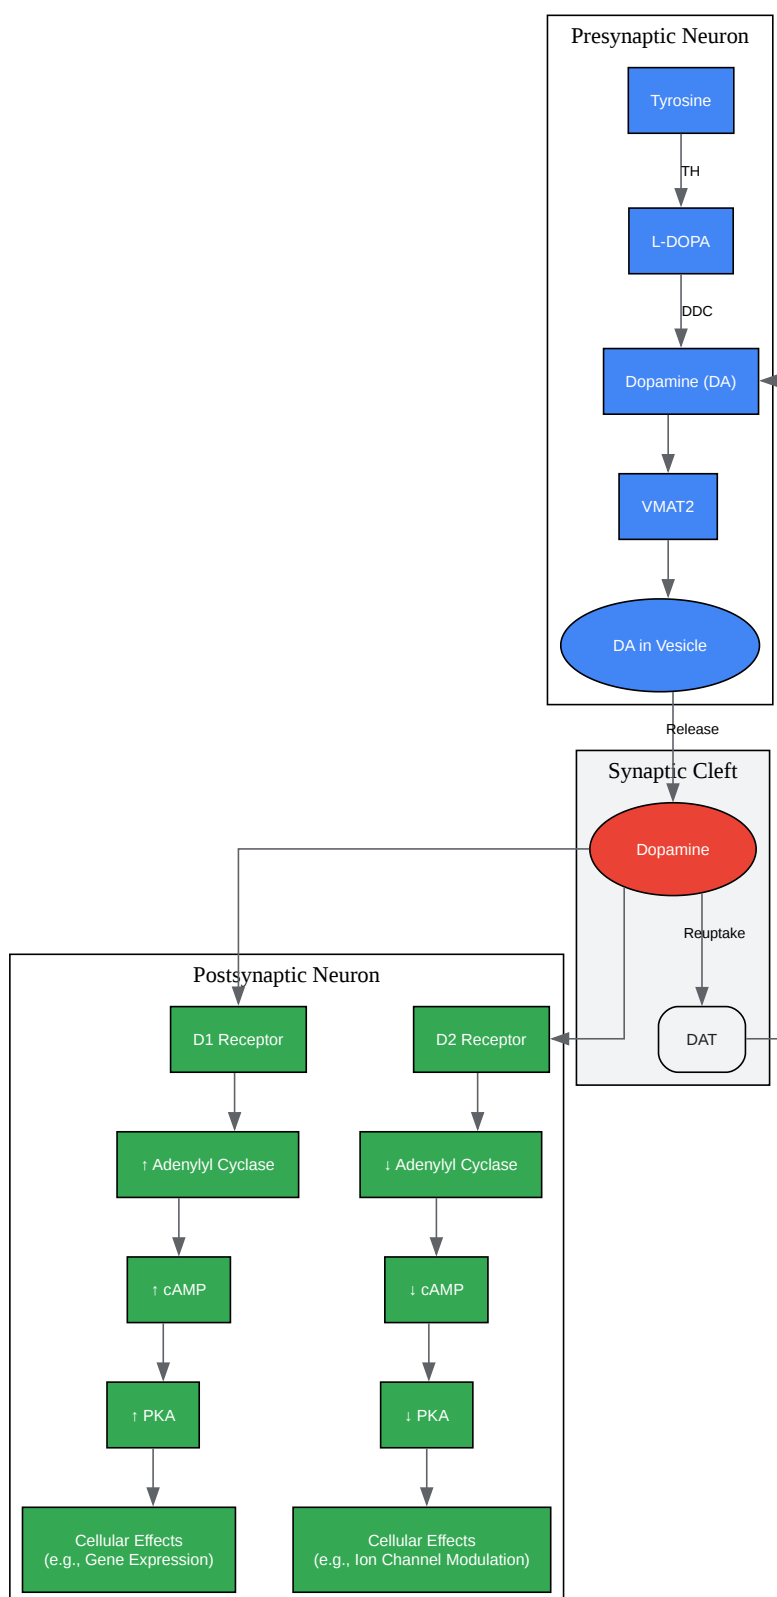 Presynaptic Neuron
Tyrosine
TH
L-DOPA
DDC
Dopamine (DA)
VMAT2
DA in Vesicle
Release
Synaptic Cleft
Dopamine
Reuptake
DAT
Postsynaptic Neuron
D1 Receptor
D2 Receptor
↑ Adenylyl Cyclase
↓ Adenylyl Cyclase
↑ cAMP
↓ cAMP
↑ PKA
↓ PKA
Cellular Effects
(e.g., Gene Expression)
Cellular Effects
(e.g., Ion Channel Modulation)